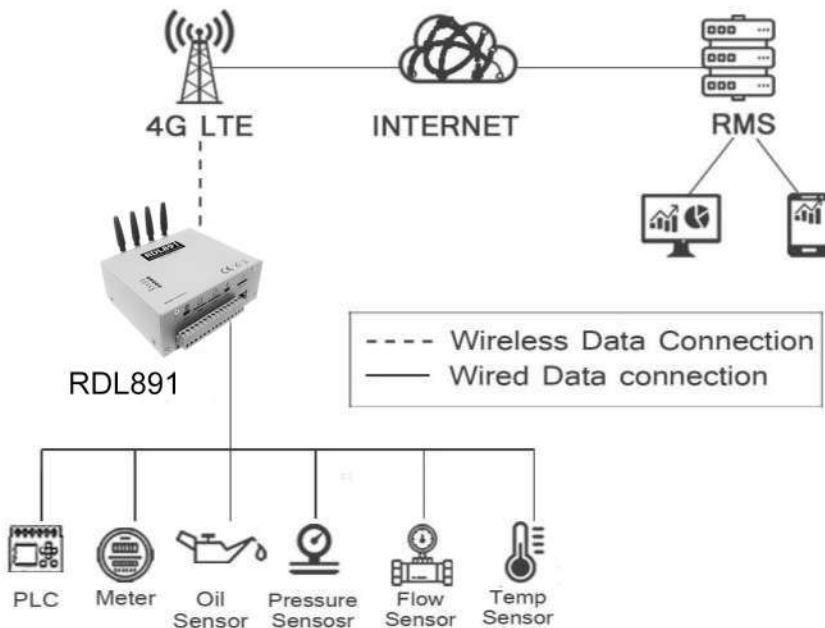 4G LTE
INTERNET
RMS
RDL891
RDL891
Wireless Data Connection
Wired Data connection
PLC
Meter
Oil
Sensor
Pressure
Sensosr
Flow
Sensor
Temp
Sensor